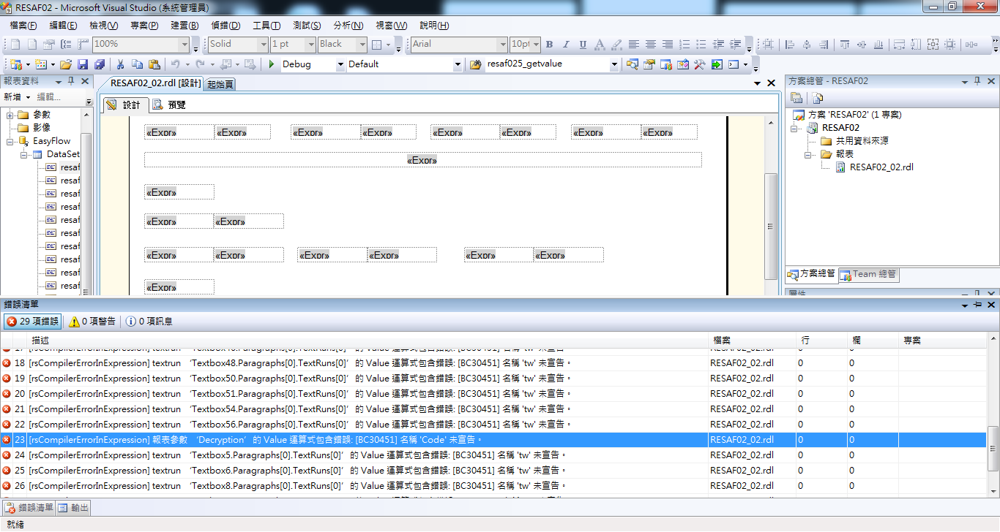 RESAF02 - Microsoft Visual Studio (系統管理員)
檔案(F) 編輯(E) 檢視(V) 專案(P) 建置(B) 偵錯(D) 工具(T) 測試(S) 分析(N) 視窗(W) 說明(H)
100% Solid 1 pt Black Arial 10pt B I U A
Debug Default resaf025_getvalue
報表資料
新增 編輯...
參數
影像
EasyFlow
DataSet
resaf
resaf
resaf
resaf
resaf
resaf
resaf
resaf
resaf
resaf
RESAF02_02.rdl [設計] 起始頁
設計 預覽
«Expr» «Expr» «Expr» «Expr» «Expr» «Expr» «Expr» «Expr»
«Expr»
«Expr»
«Expr» «Expr»
«Expr» «Expr» «Expr» «Expr» «Expr» «Expr»
«Expr»
方案總管 - RESAF02
方案 'RESAF02' (1 專案)
RESAF02
共用資料來源
報表
RESAF02_02.rdl
方案總管 Team 總管
屬性
錯誤清單
29 項錯誤 0 項警告 0 項訊息
描述 檔案 行 欄 專案
18 [rsCompilerErrorInExpression] textrun ‘Textbox48.Paragraphs[0].TextRuns[0]’ 的 Value 運算式包含錯誤: [BC30451] 名稱 'tw' 未宣告。 RESAF02_02.rdl 0 0
19 [rsCompilerErrorInExpression] textrun ‘Textbox50.Paragraphs[0].TextRuns[0]’ 的 Value 運算式包含錯誤: [BC30451] 名稱 'tw' 未宣告。 RESAF02_02.rdl 0 0
20 [rsCompilerErrorInExpression] textrun ‘Textbox51.Paragraphs[0].TextRuns[0]’ 的 Value 運算式包含錯誤: [BC30451] 名稱 'tw' 未宣告。 RESAF02_02.rdl 0 0
21 [rsCompilerErrorInExpression] textrun ‘Textbox54.Paragraphs[0].TextRuns[0]’ 的 Value 運算式包含錯誤: [BC30451] 名稱 'tw' 未宣告。 RESAF02_02.rdl 0 0
22 [rsCompilerErrorInExpression] textrun ‘Textbox56.Paragraphs[0].TextRuns[0]’ 的 Value 運算式包含錯誤: [BC30451] 名稱 'tw' 未宣告。 RESAF02_02.rdl 0 0
23 [rsCompilerErrorInExpression] 報表參數 ‘Decryption’ 的 Value 運算式包含錯誤: [BC30451] 名稱 'Code' 未宣告。 RESAF02_02.rdl 0 0
24 [rsCompilerErrorInExpression] textrun ‘Textbox5.Paragraphs[0].TextRuns[0]’ 的 Value 運算式包含錯誤: [BC30451] 名稱 'tw' 未宣告。 RESAF02_02.rdl 0 0
25 [rsCompilerErrorInExpression] textrun ‘Textbox6.Paragraphs[0].TextRuns[0]’ 的 Value 運算式包含錯誤: [BC30451] 名稱 'tw' 未宣告。 RESAF02_02.rdl 0 0
26 [rsCompilerErrorInExpression] textrun ‘Textbox8.Paragraphs[0].TextRuns[0]’ 的 Value 運算式包含錯誤: [BC30451] 名稱 'tw' 未宣告。 RESAF02_02.rdl 0 0
錯誤清單 輸出
就緒